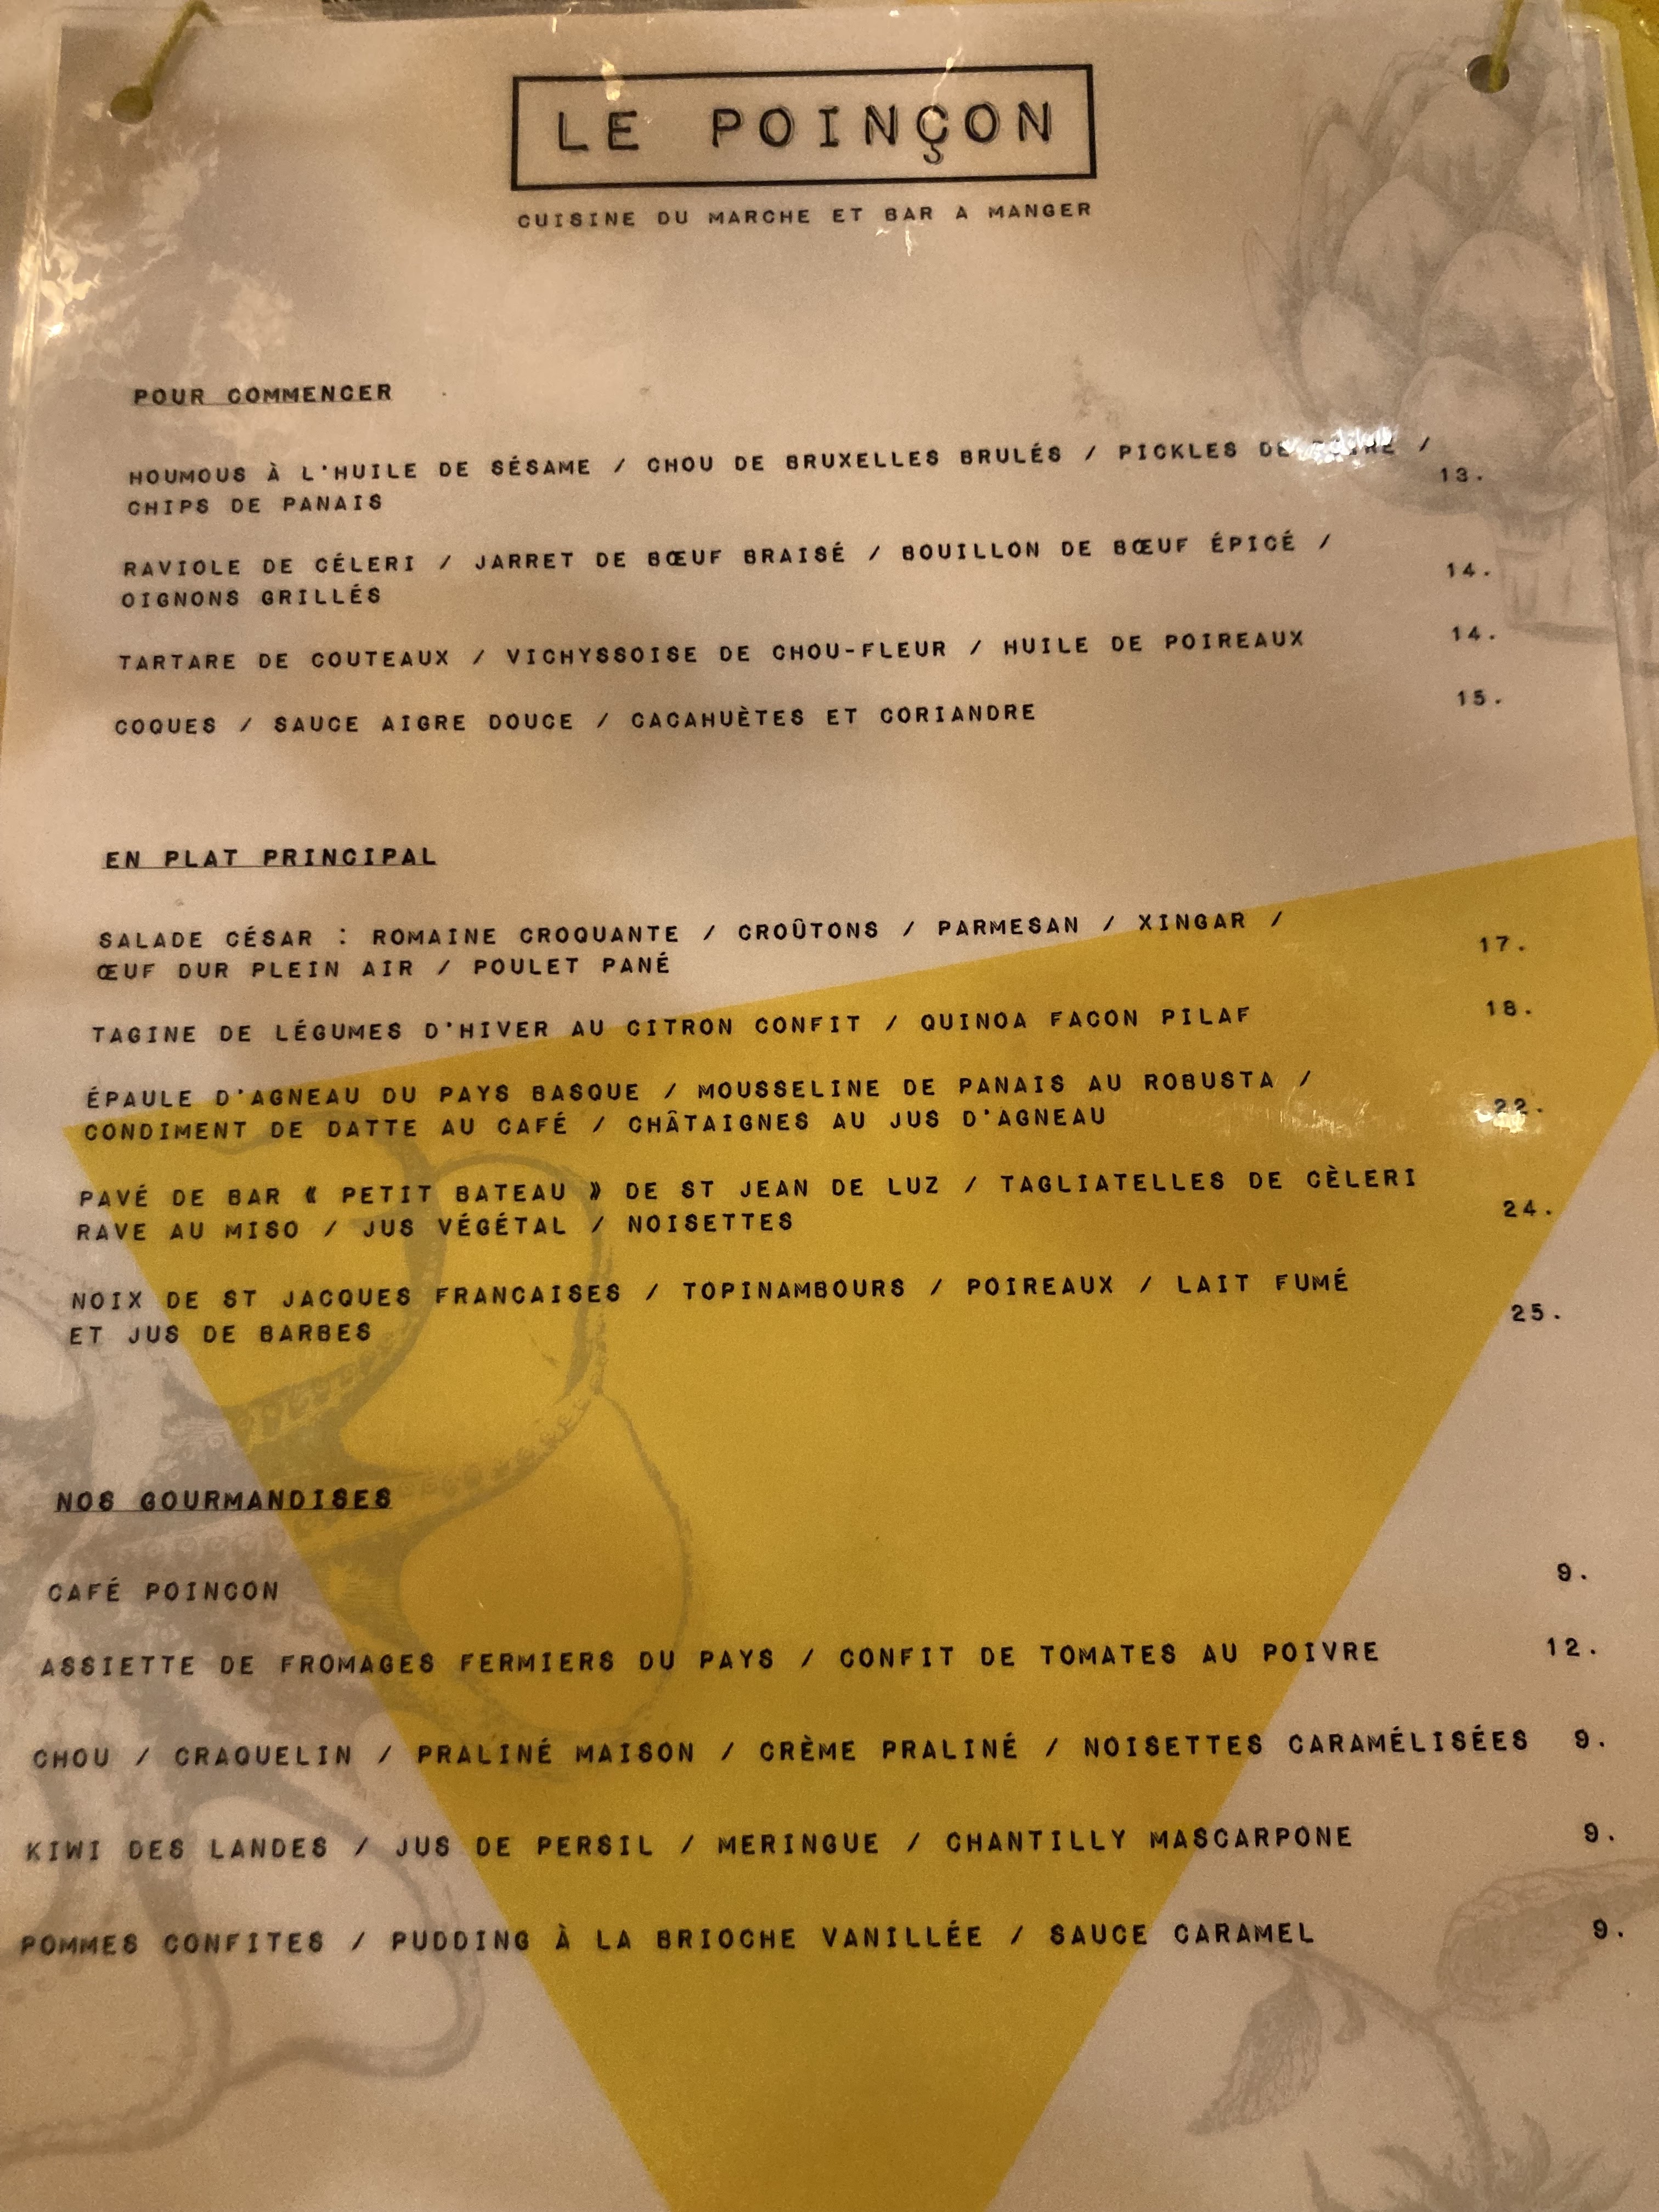 LE POINÇON
CUISINE DU MARCHE ET BAR A MANGER
POUR COMMENCER
HOUMOUS À L'HUILE DE SÉSAME / CHOU DE BRUXELLES BRULÉS / PICKLES DE /
13.
CHIPS DE PANAIS
RAVIOLE DE CÉLERI / JARRET DE BŒUF BRAISÉ / BOUILLON DE BŒUF ÉPICÉ /
14.
OIGNONS GRILLÉS
TARTARE DE COUTEAUX / VICHYSSOISE DE CHOU-FLEUR / HUILE DE POIREAUX 14.
COQUES / SAUCE AIGRE DOUCE / CACAHUÈTES ET CORIANDRE 15.
EN PLAT PRINCIPAL
SALADE CÉSAR : ROMAINE CROQUANTE / CROÛTONS / PARMESAN / XINGAR /
17.
ŒUF DUR PLEIN AIR / POULET PANÉ
TAGINE DE LÉGUMES D'HIVER AU CITRON CONFIT / QUINOA FACON PILAF 18.
ÉPAULE D'AGNEAU DU PAYS BASQUE / MOUSSELINE DE PANAIS AU ROBUSTA /
22.
CONDIMENT DE DATTE AU CAFÉ / CHÂTAIGNES AU JUS D'AGNEAU
PAVÉ DE BAR « PETIT BATEAU » DE ST JEAN DE LUZ / TAGLIATELLES DE CÈLERI
24.
RAVE AU MISO / JUS VÉGÉTAL / NOISETTES
NOIX DE ST JACQUES FRANCAISES / TOPINAMBOURS / POIREAUX / LAIT FUMÉ
25.
ET JUS DE BARBES
NOS GOURMANDISES
CAFÉ POINCON 9.
ASSIETTE DE FROMAGES FERMIERS DU PAYS / CONFIT DE TOMATES AU POIVRE 12.
CHOU / CRAQUELIN / PRALINÉ MAISON / CRÈME PRALINÉ / NOISETTES CARAMÉLISÉES 9.
KIWI DES LANDES / JUS DE PERSIL / MERINGUE / CHANTILLY MASCARPONE 9.
POMMES CONFITES / PUDDING À LA BRIOCHE VANILLÉE / SAUCE CARAMEL 9.